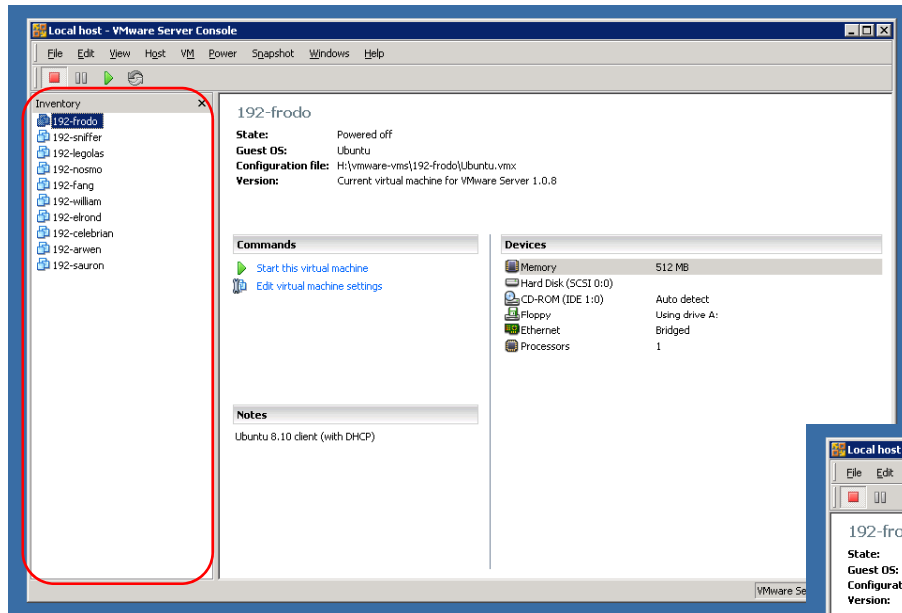 Local host - VMware Server Console
File Edit View Host VM Power Snapshot Windows Help
Inventory
192-frodo
192-sniffer
192-legolas
192-nosmo
192-fang
192-william
192-elrond
192-celebrian
192-arwen
192-sauron
192-frodo
State: Powered off
Guest OS: Ubuntu
Configuration file: H:\vmware-vms\192-frodo\Ubuntu.vmx
Version: Current virtual machine for VMware Server 1.0.8
Commands
Start this virtual machine
Edit virtual machine settings
Devices
Memory 512 MB
Hard Disk (SCSI 0:0)
CD-ROM (IDE 1:0) Auto detect
Floppy Using drive A:
Ethernet Bridged
Processors 1
Notes
Ubuntu 8.10 client (with DHCP)
VMware Se
Local host
File Edit
192-fro
State:
Guest OS:
Configurat
Version: